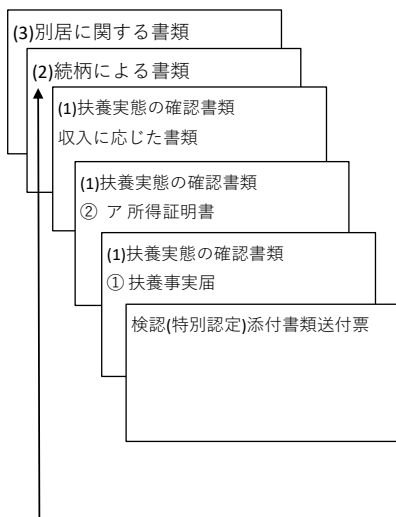 (3)別居に関する書類
(2)続柄による書類
(1)扶養実態の確認書類
収入に応じた書類
(1)扶養実態の確認書類
② ア 所得証明書
(1)扶養実態の確認書類
① 扶養事実届
検認(特別認定)添付書類送付票